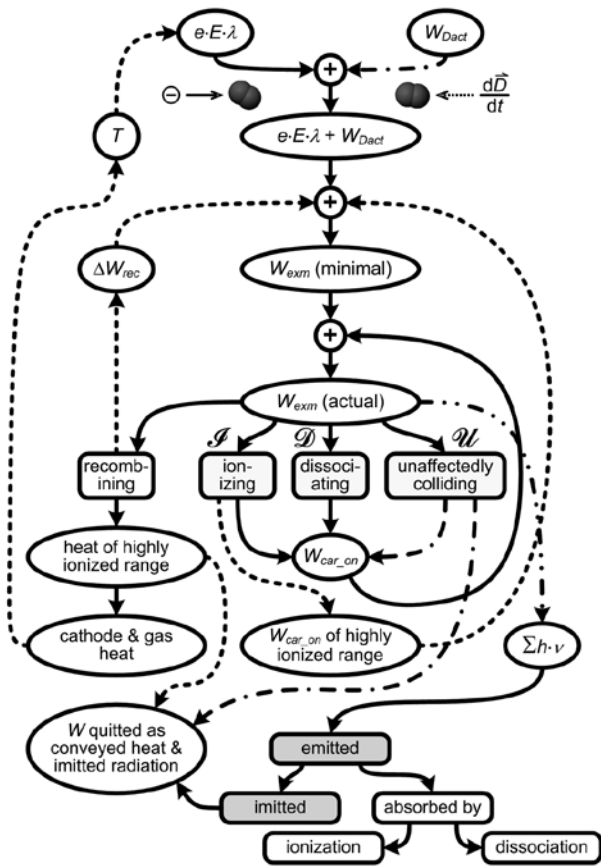 e·E·λ
W_Dact
+
⊖
dD⃗
dt
T
e·E·λ + W_Dact
+
ΔW_rec
W_exm (minimal)
+
W_exm (actual)
ℐ
𝒟
𝒰
recomb-
ining
ion-
izing
dissoci-
ating
unaffectedly
colliding
heat of highly
ionized range
W_car_on
cathode & gas
heat
W_car_on of highly
ionized range
Σh·ν
W quitted as
conveyed heat &
imitted radiation
emitted
imitted
absorbed by
ionization
dissociation